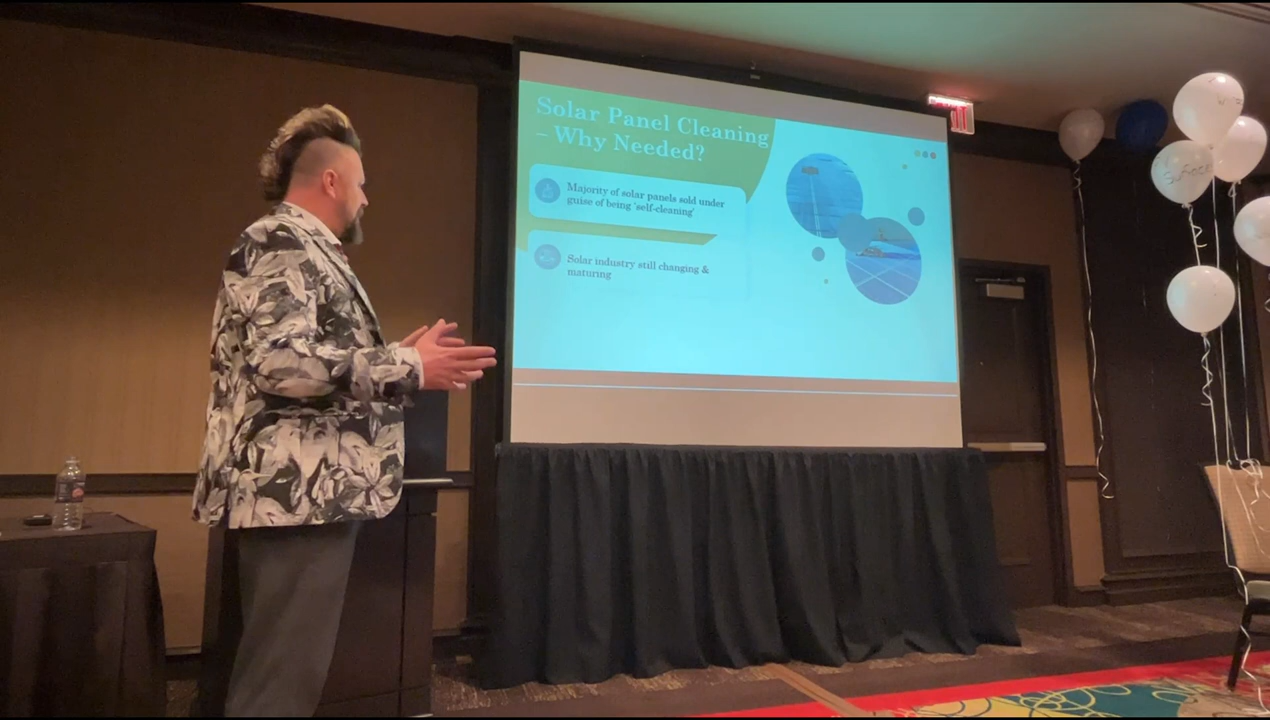 Solar Panel Cleaning
– Why Needed?
Majority of solar panels sold under
guise of being 'self-cleaning'
Solar industry still changing &
maturing